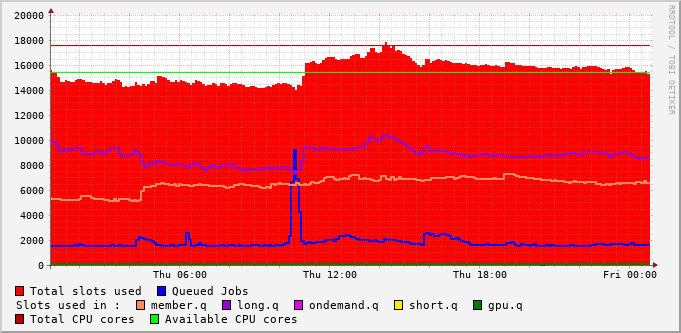 20000
18000
16000
14000
12000
10000
8000
6000
4000
2000
0
Thu 06:00 Thu 12:00 Thu 18:00 Fri 00:00
Total slots used Queued Jobs
Slots used in : member.q long.q ondemand.q short.q gpu.q
Total CPU cores Available CPU cores
RRDTOOL / TOBI OETIKER